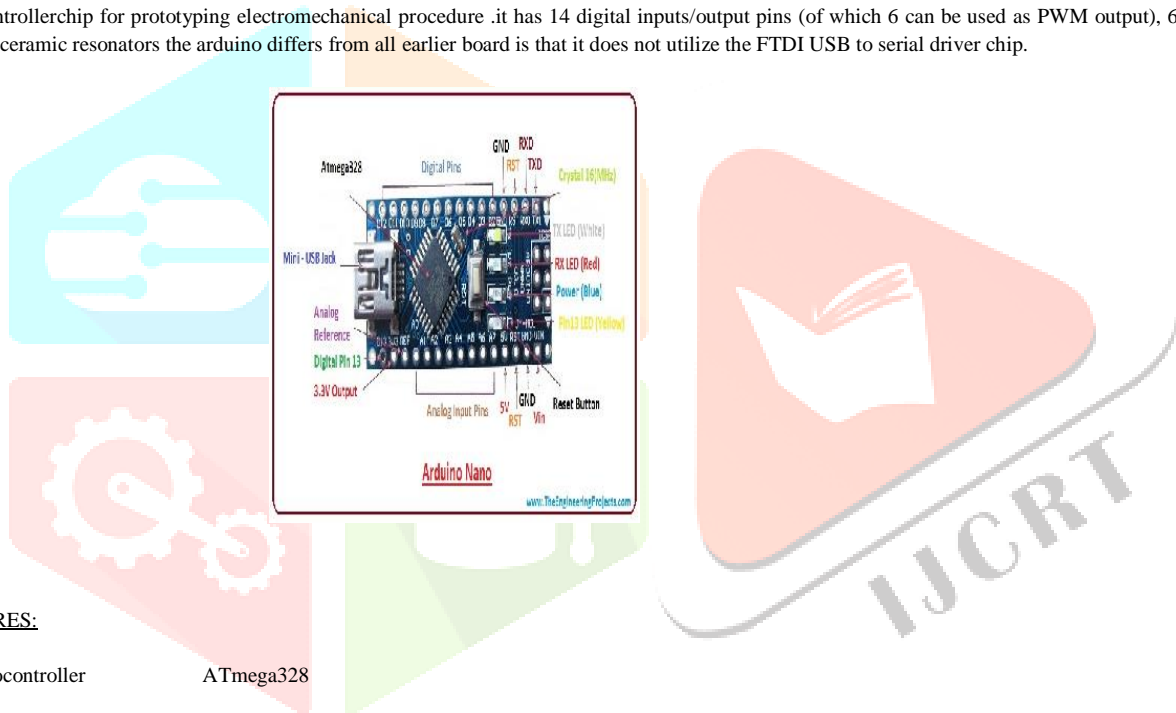 ntrollerchip for prototyping electromechanical procedure .it has 14 digital inputs/output pins (of which 6 can be used as PWM output), 6
ceramic resonators the arduino differs from all earlier board is that it does not utilize the FTDI USB to serial driver chip.
GND RXD
Atmega328 Digital Pins RST TXD
Crystal 16(MHz)
TX LED (White)
Mini - USB Jack
RX LED (Red)
Power (Blue)
Analog
Reference
Pin13 LED (Yellow)
Digital Pin 13
3.3V Output
Analog Input Pins 5V GND Reset Button
RST Vin
Arduino Nano
www.TheEngineeringProjects.com
IJCRT
RES:
ocontroller ATmega328